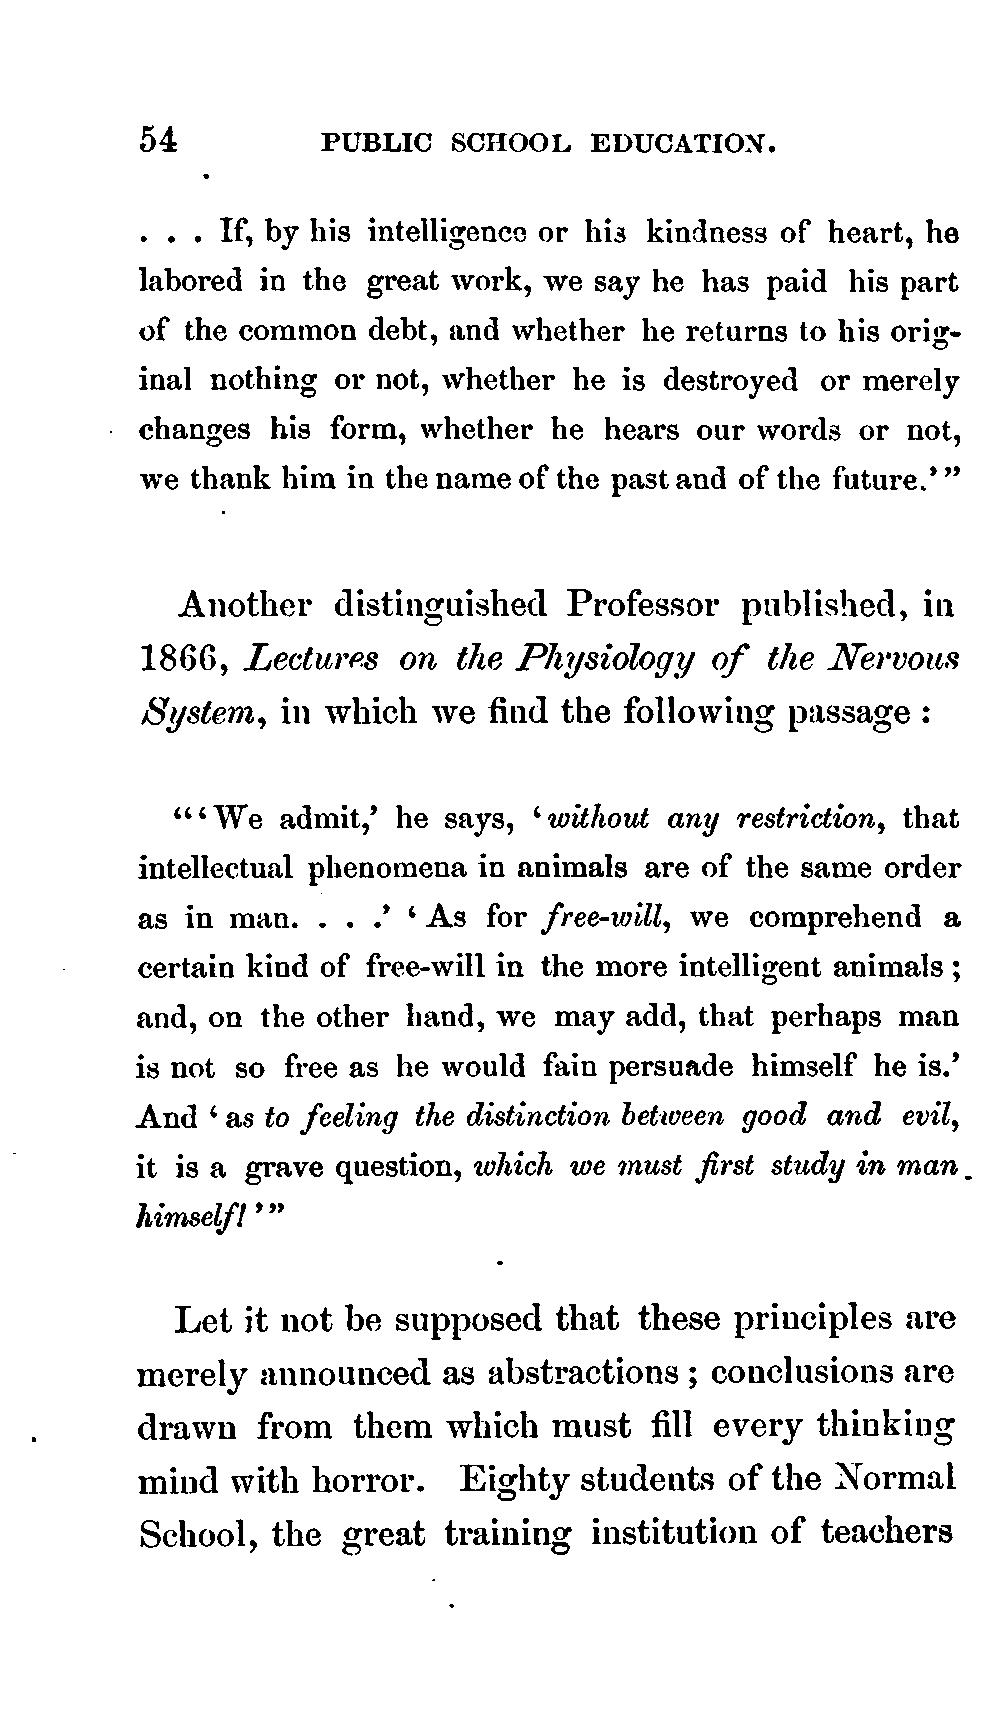 54 PUBLIC SCHOOL EDUCATION.
. . . If, by his intelligence or his kindness of heart, he
labored in the great work, we say he has paid his part
of the common debt, and whether he returns to his orig-
inal nothing or not, whether he is destroyed or merely
changes his form, whether he hears our words or not,
we thank him in the name of the past and of the future.’”
Another distinguished Professor published, in
1866, Lectures on the Physiology of the Nervous
System, in which we find the following passage :
“‘We admit,’ he says, ‘without any restriction, that
intellectual phenomena in animals are of the same order
as in man. . . .’ ‘As for free-will, we comprehend a
certain kind of free-will in the more intelligent animals ;
and, on the other hand, we may add, that perhaps man
is not so free as he would fain persuade himself he is.’
And ‘as to feeling the distinction between good and evil,
it is a grave question, which we must first study in man
himself!’”
Let it not be supposed that these principles are
merely announced as abstractions ; conclusions are
drawn from them which must fill every thinking
mind with horror. Eighty students of the Normal
School, the great training institution of teachers